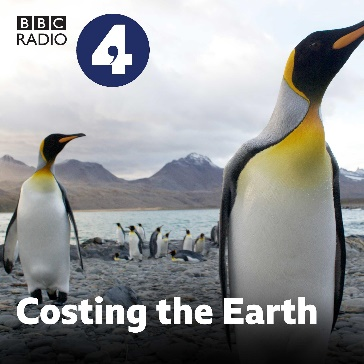 BBC
RADIO
4
Costing the Earth